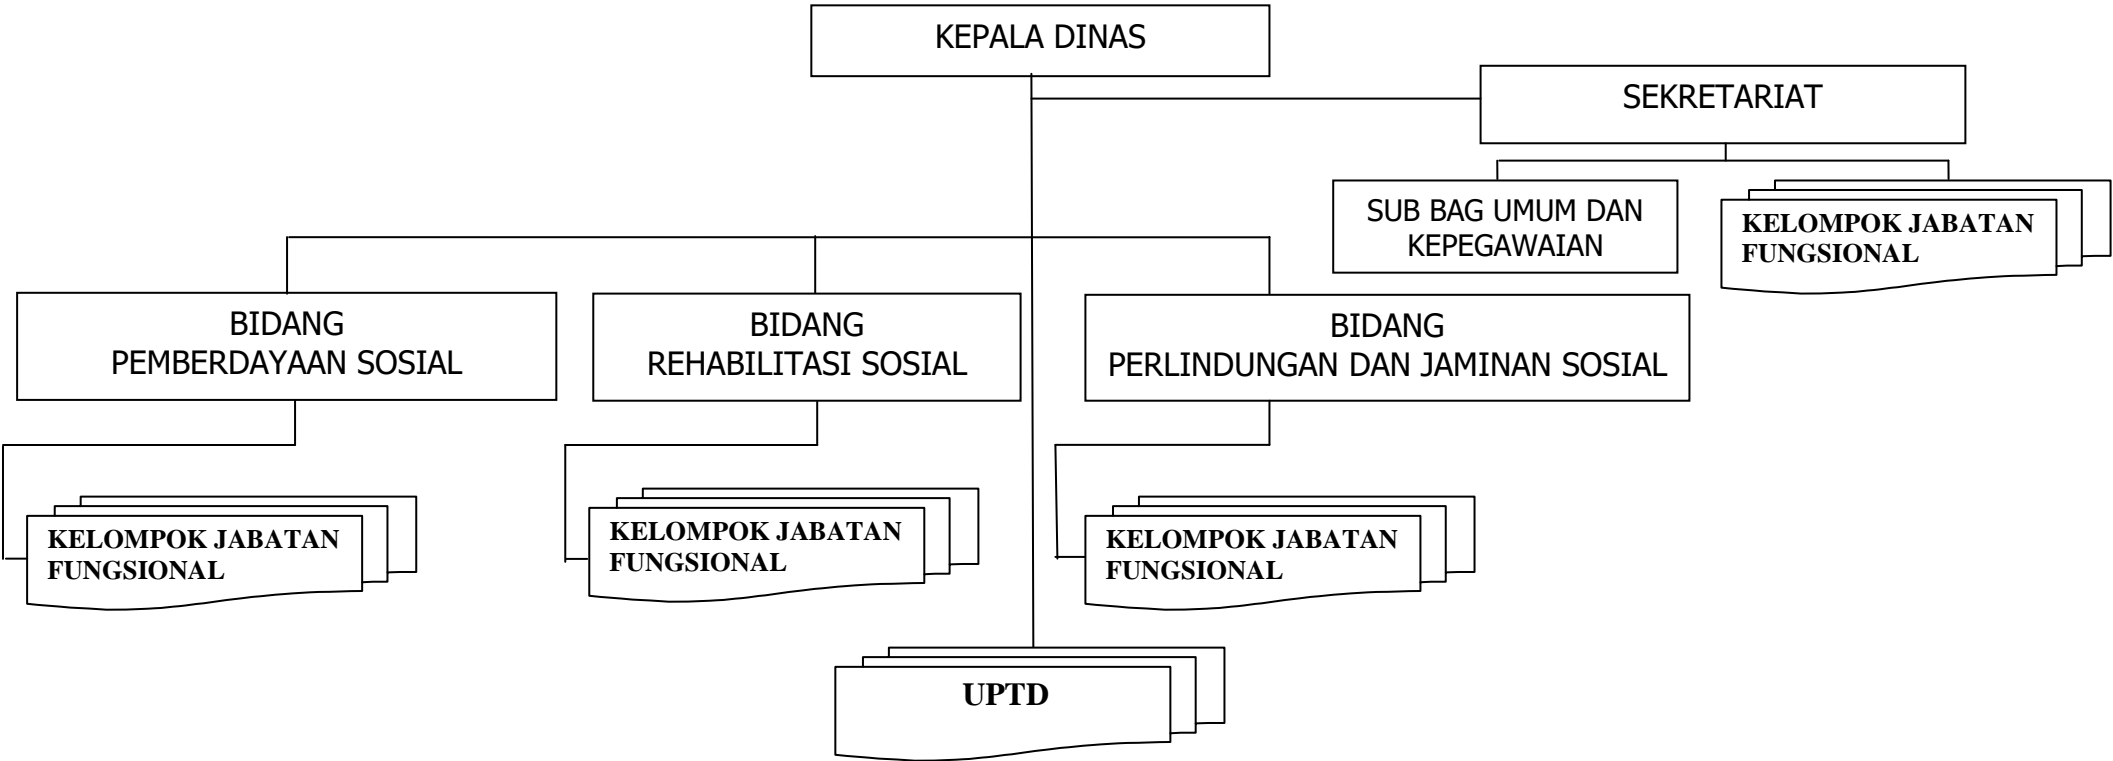 KEPALA DINAS
SEKRETARIAT
SUB BAG UMUM DAN
KEPEGAWAIAN
KELOMPOK JABATAN
FUNGSIONAL
BIDANG
PEMBERDAYAAN SOSIAL
BIDANG
REHABILITASI SOSIAL
BIDANG
PERLINDUNGAN DAN JAMINAN SOSIAL
KELOMPOK JABATAN
FUNGSIONAL
KELOMPOK JABATAN
FUNGSIONAL
KELOMPOK JABATAN
FUNGSIONAL
UPTD